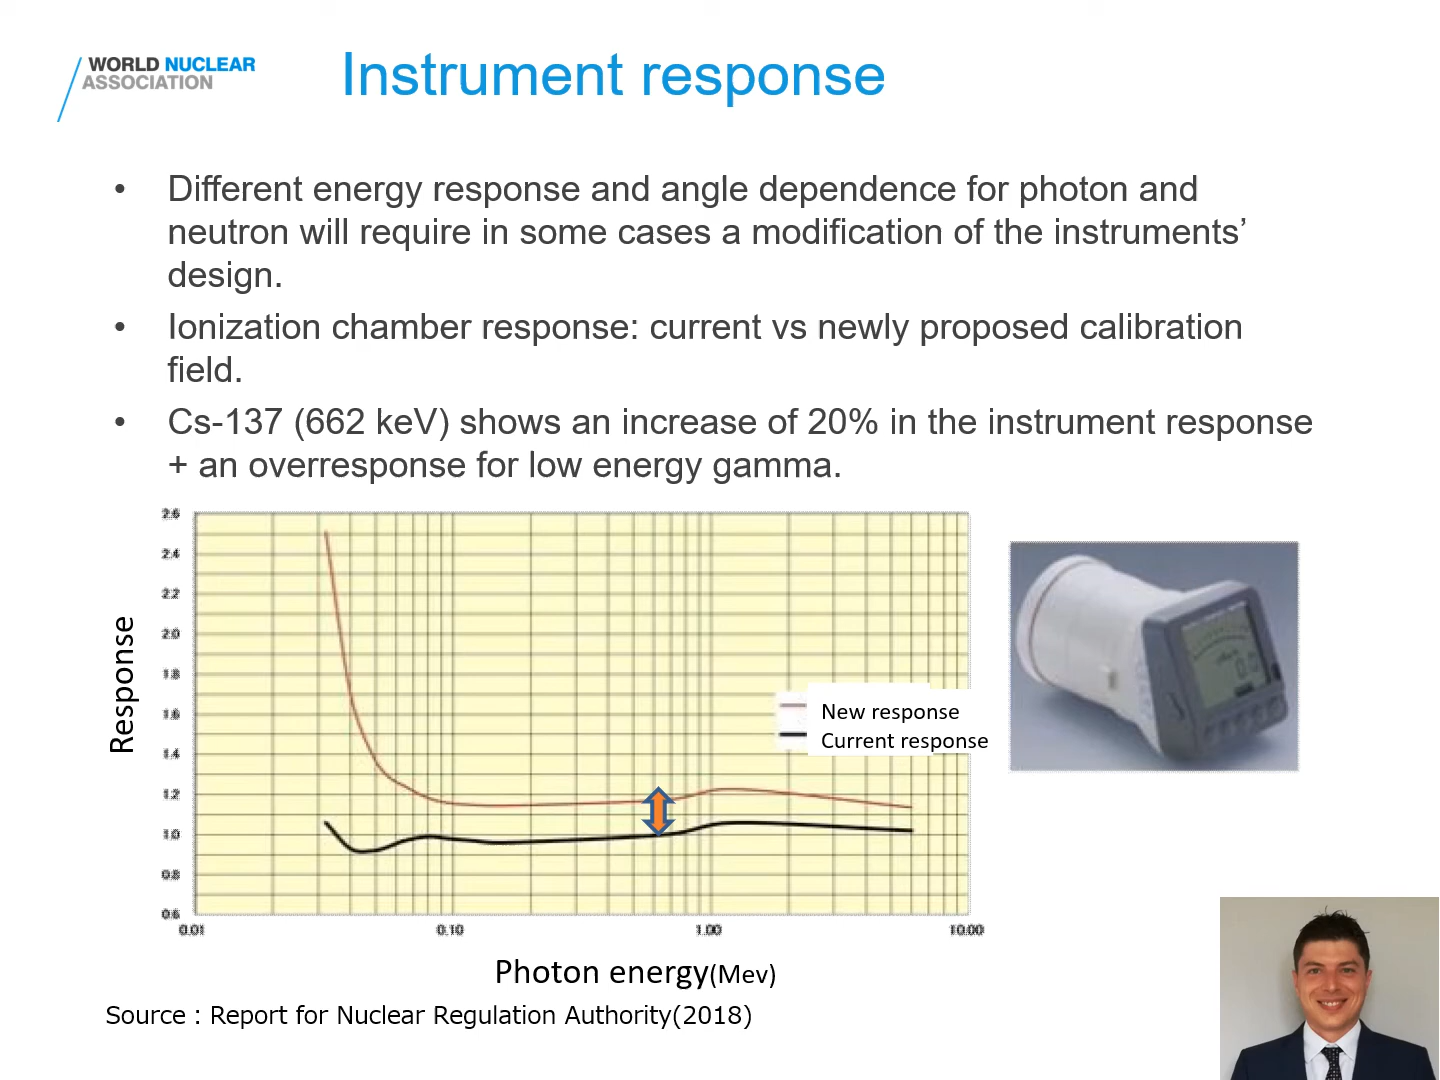 WORLD NUCLEAR
ASSOCIATION
Instrument response
• Different energy response and angle dependence for photon and
neutron will require in some cases a modification of the instruments’
design.
• Ionization chamber response: current vs newly proposed calibration
field.
• Cs-137 (662 keV) shows an increase of 20% in the instrument response
+ an overresponse for low energy gamma.
2.6
2.4
2.2
2.0
1.8
1.6
1.4
1.2
1.0
0.8
0.6
Response
New response
Current response
0.01 0.10 1.00 10.00
Photon energy(Mev)
0.0
Source : Report for Nuclear Regulation Authority(2018)